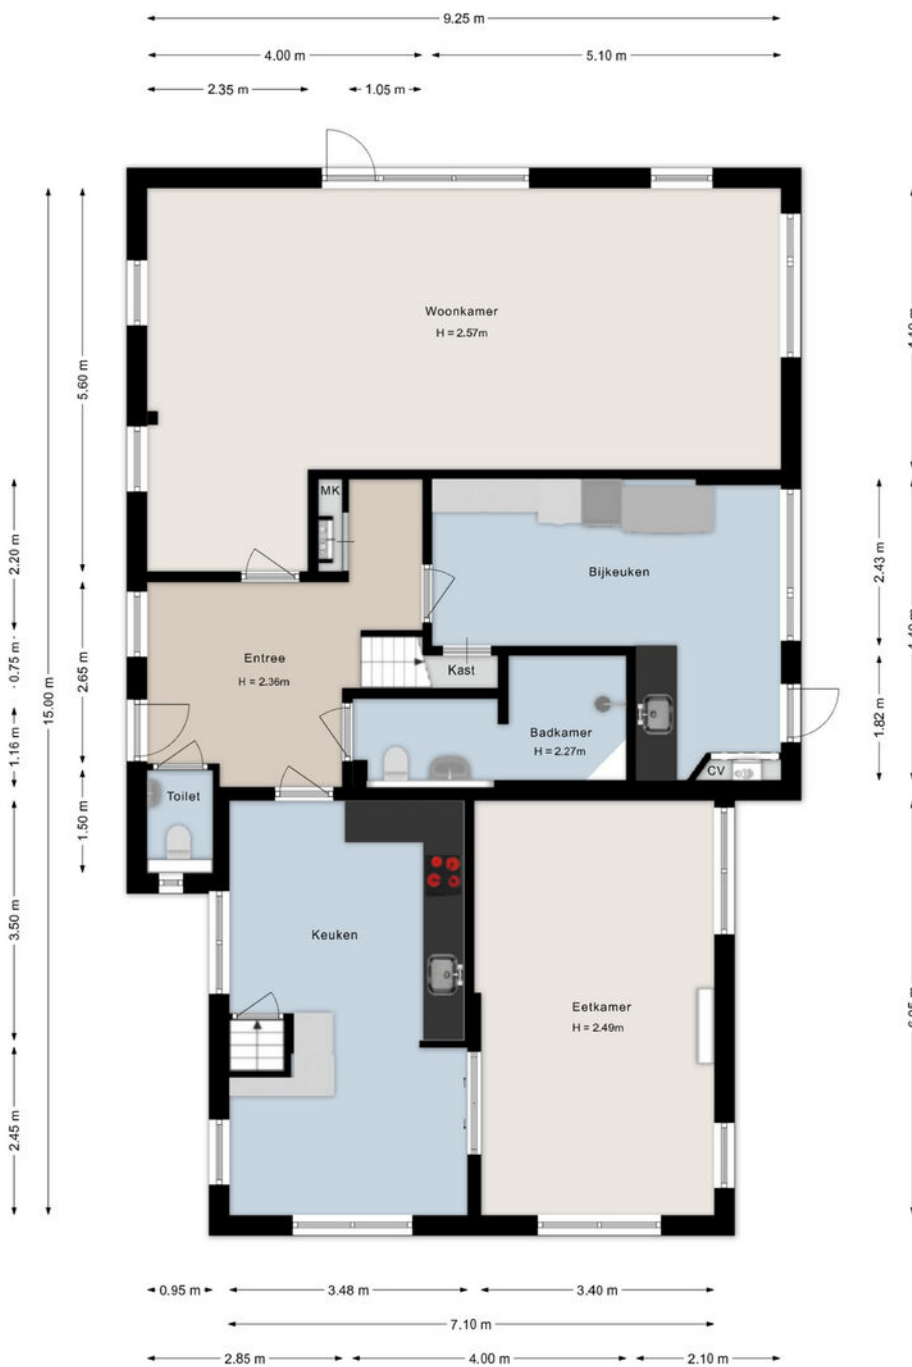 9.25 m
4.00 m
5.10 m
2.35 m
1.05 m
Woonkamer
H = 2.57m
5.60 m
MK
2.20 m
2.43 m
Bijkeuken
Entree
H = 2.36m
Kast
0.75 m
2.65 m
15.00 m
1.82 m
Badkamer
H = 2.27m
1.16 m
CV
Toilet
1.50 m
3.50 m
Keuken
Eetkamer
H = 2.49m
2.45 m
0.95 m
3.48 m
3.40 m
7.10 m
2.85 m
4.00 m
2.10 m